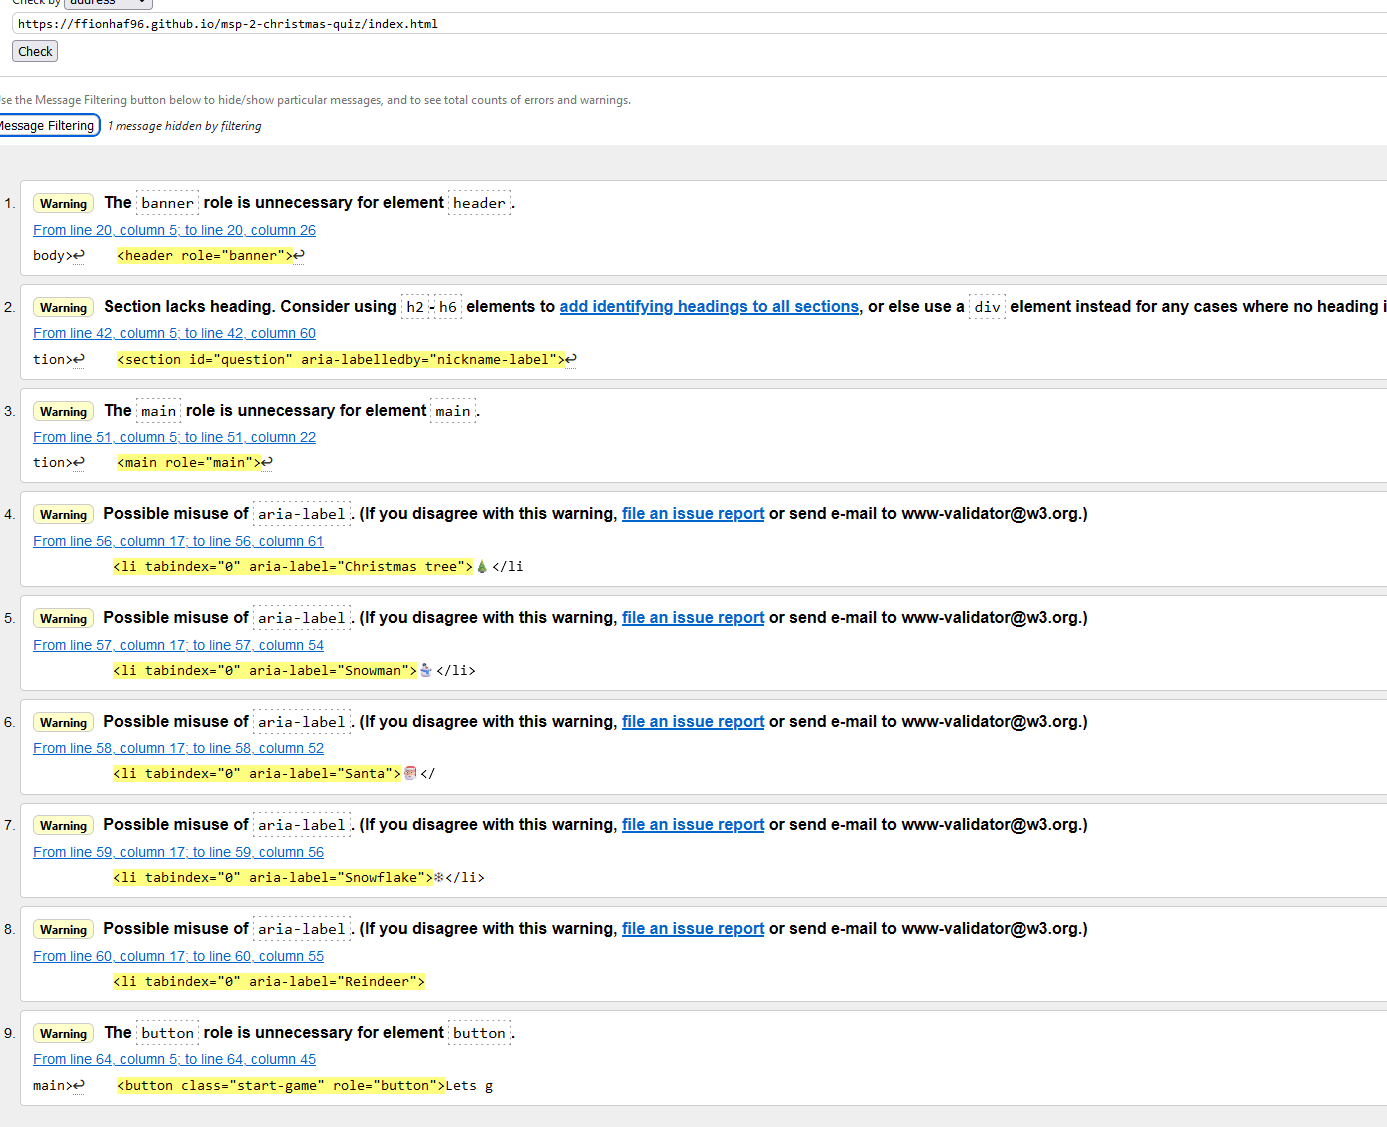 Check by address
https://ffionhaf96.github.io/msp-2-christmas-quiz/index.html
Check
se the Message Filtering button below to hide/show particular messages, and to see total counts of errors and warnings.
Message Filtering 1 message hidden by filtering
1. Warning The banner role is unnecessary for element header.
From line 20, column 5; to line 20, column 26
body>↩ <header role="banner">↩
2. Warning Section lacks heading. Consider using h2-h6 elements to add identifying headings to all sections, or else use a div element instead for any cases where no heading i
From line 42, column 5; to line 42, column 60
tion>↩ <section id="question" aria-labelledby="nickname-label">↩
3. Warning The main role is unnecessary for element main.
From line 51, column 5; to line 51, column 22
tion>↩ <main role="main">↩
4. Warning Possible misuse of aria-label. (If you disagree with this warning, file an issue report or send e-mail to www-validator@w3.org.)
From line 56, column 17; to line 56, column 61
<li tabindex="0" aria-label="Christmas tree">🎄</li
5. Warning Possible misuse of aria-label. (If you disagree with this warning, file an issue report or send e-mail to www-validator@w3.org.)
From line 57, column 17; to line 57, column 54
<li tabindex="0" aria-label="Snowman">⛄</li>
6. Warning Possible misuse of aria-label. (If you disagree with this warning, file an issue report or send e-mail to www-validator@w3.org.)
From line 58, column 17; to line 58, column 52
<li tabindex="0" aria-label="Santa">🎅</
7. Warning Possible misuse of aria-label. (If you disagree with this warning, file an issue report or send e-mail to www-validator@w3.org.)
From line 59, column 17; to line 59, column 56
<li tabindex="0" aria-label="Snowflake">❄</li>
8. Warning Possible misuse of aria-label. (If you disagree with this warning, file an issue report or send e-mail to www-validator@w3.org.)
From line 60, column 17; to line 60, column 55
<li tabindex="0" aria-label="Reindeer">
9. Warning The button role is unnecessary for element button.
From line 64, column 5; to line 64, column 45
main>↩ <button class="start-game" role="button">Lets g